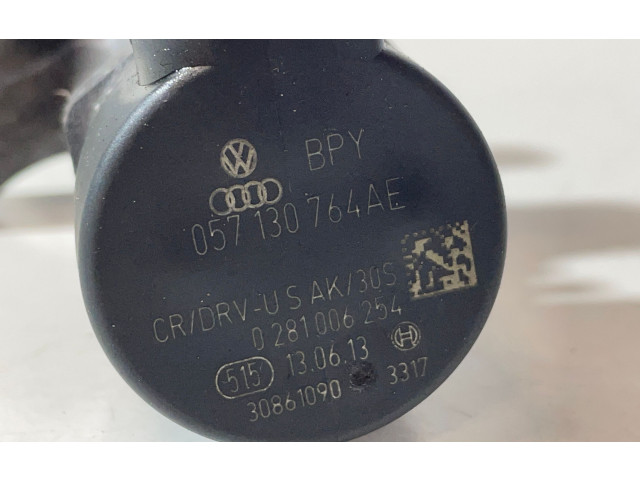 BPY
057 130 764AE
CR/DRV-U S AK/30S
0 281 006 254
515 13.06.13
30861090 3317